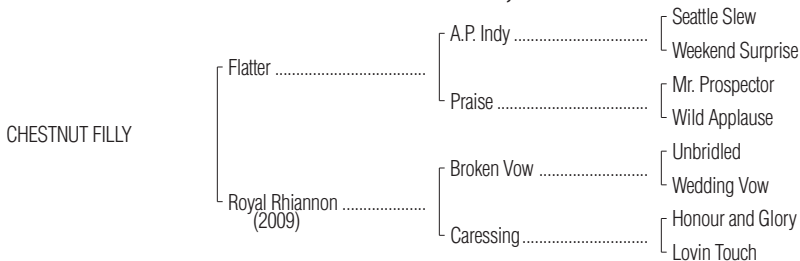 Seattle Slew
A.P. Indy ..................................
Weekend Surprise
Flatter ......................................
Mr. Prospector
Praise ......................................
Wild Applause
CHESTNUT FILLY
Unbridled
Broken Vow ...........................
Wedding Vow
Royal Rhiannon .....................
(2009)
Honour and Glory
Caressing ................................
Lovin Touch